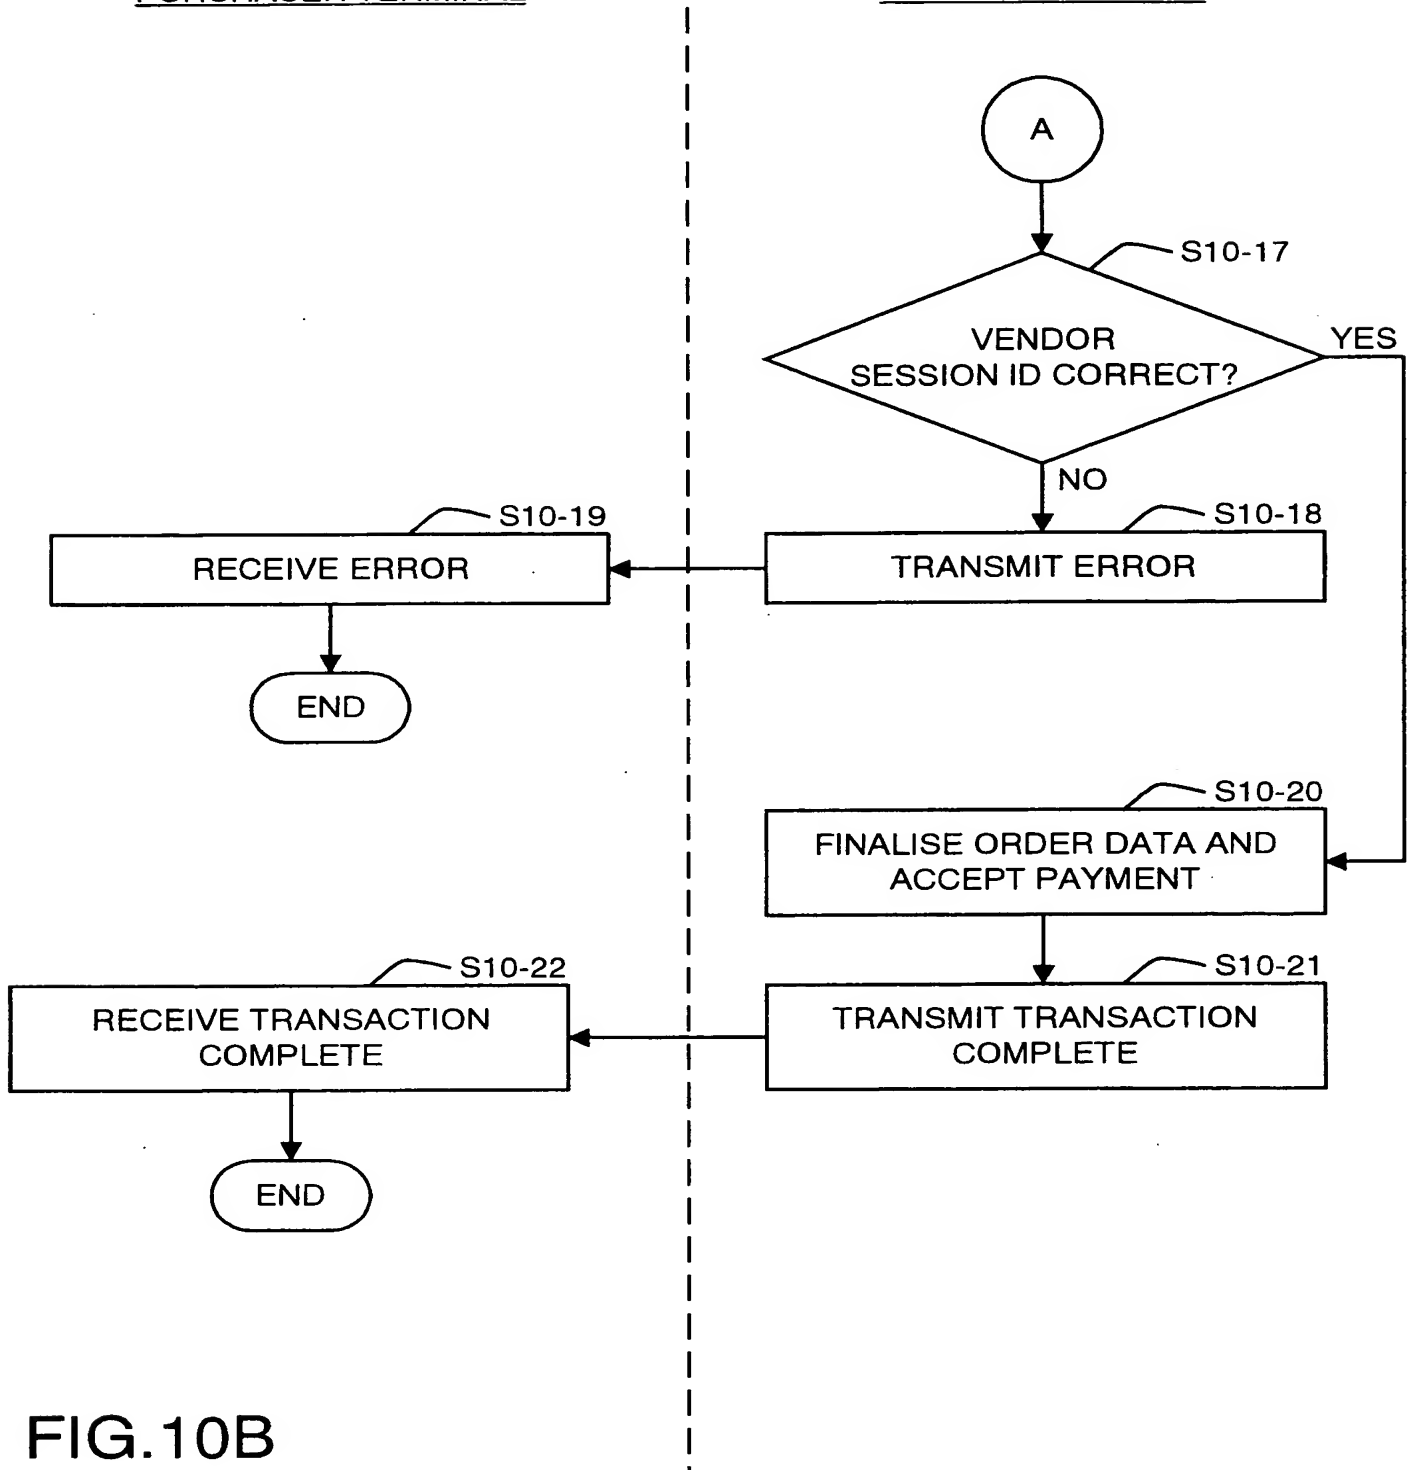 A
S10-17
VENDOR
SESSION ID CORRECT?
YES
NO
S10-19
S10-18
RECEIVE ERROR
TRANSMIT ERROR
END
S10-20
FINALISE ORDER DATA AND
ACCEPT PAYMENT
S10-22
S10-21
RECEIVE TRANSACTION
COMPLETE
TRANSMIT TRANSACTION
COMPLETE
END
FIG.10B